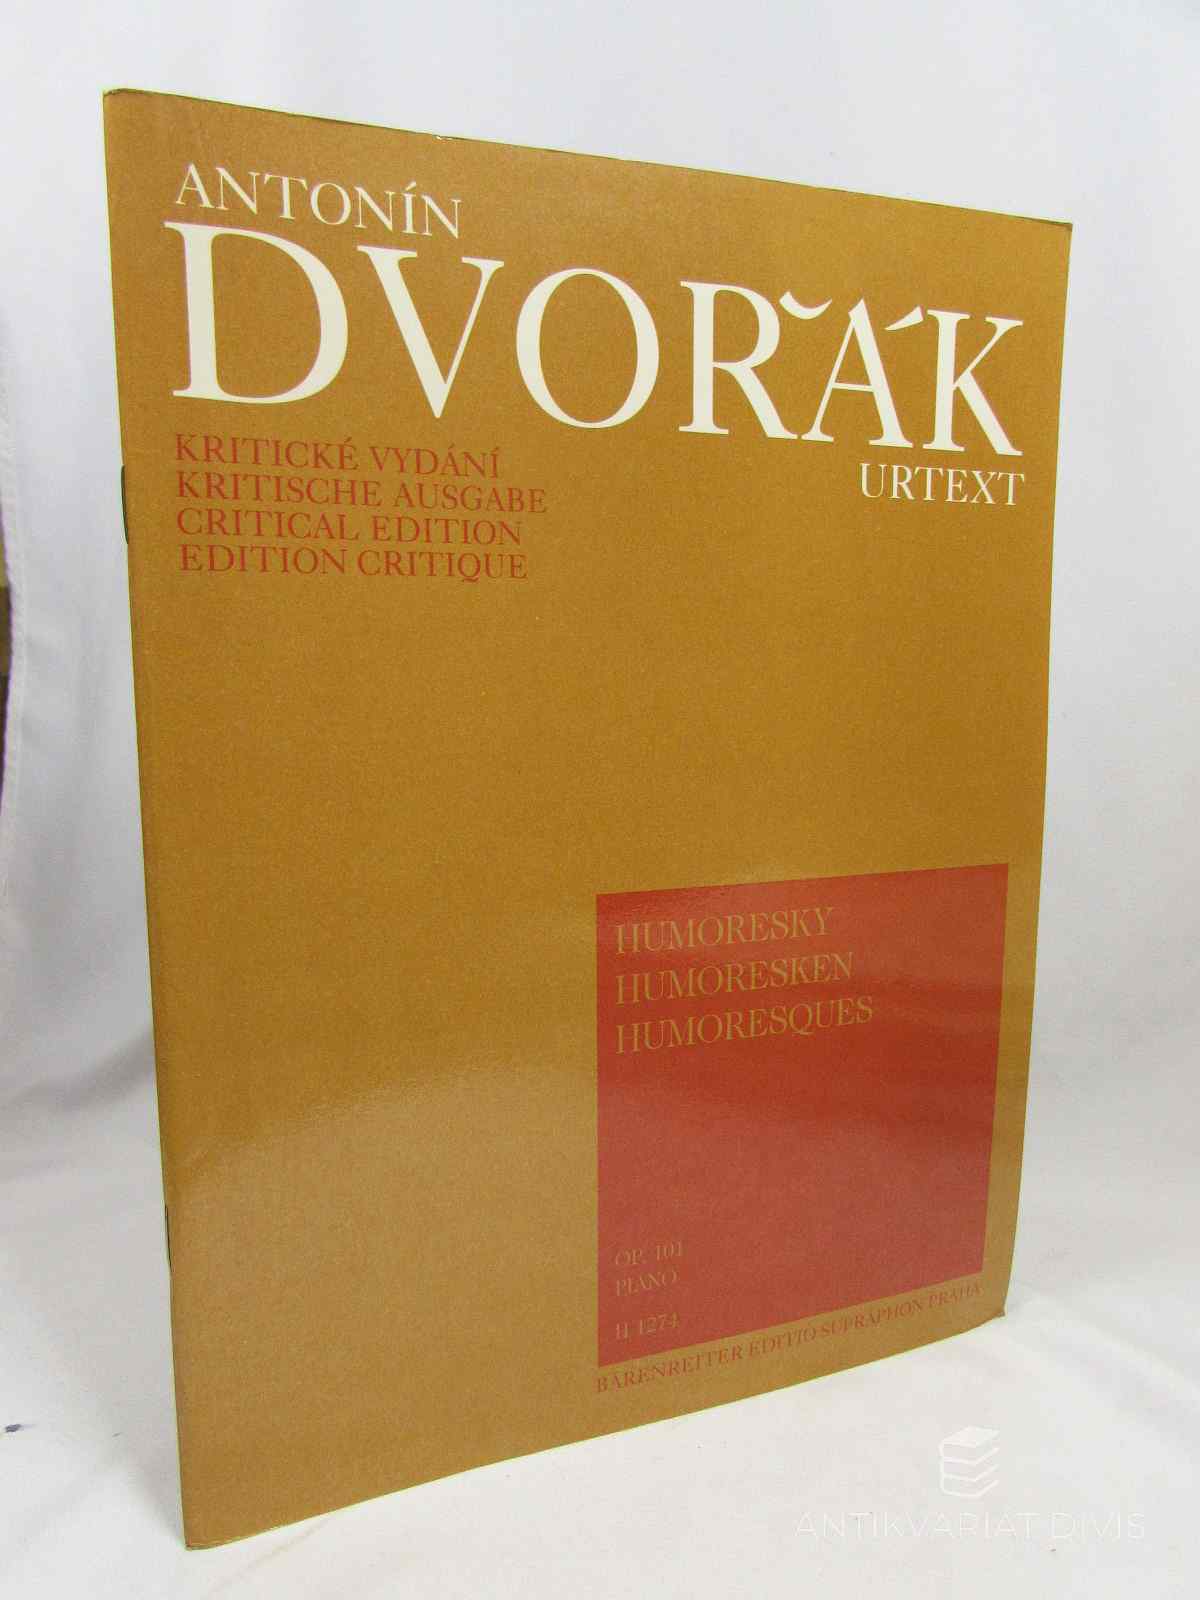 ANTONÍN
DVOŘÁK
URTEXT
KRITICKÉ VYDÁNÍ
KRITISCHE AUSGABE
CRITICAL EDITION
EDITION CRITIQUE
HUMORESKY
HUMORESKEN
HUMORESQUES
OP. 101
PIANO
H 1274
BÄRENREITER EDITIO SUPRAPHON PRAHA
ANTIKVARIÁT DIVIŠ